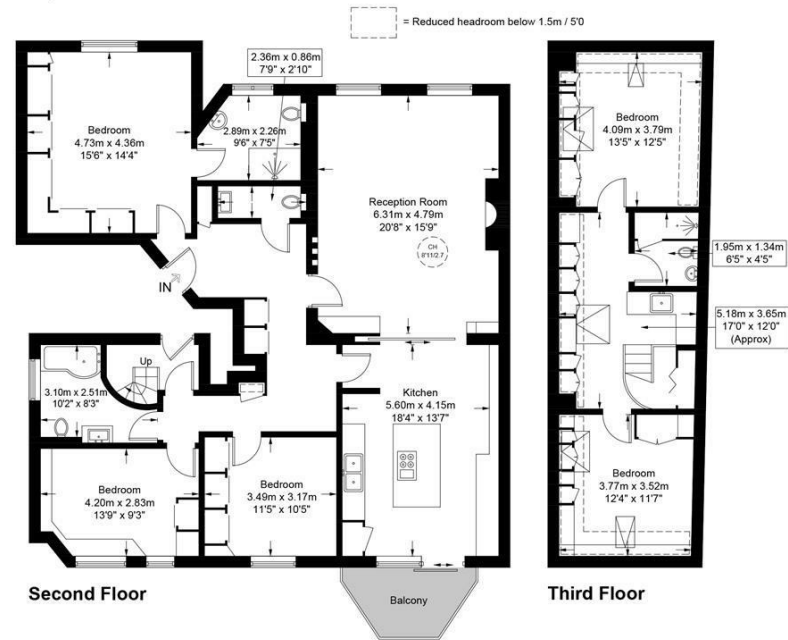 = Reduced headroom below 1.5m / 5'0
2.36m x 0.86m
7'9" x 2'10"
Bedroom
4.73m x 4.36m
15'6" x 14'4"
2.89m x 2.26m
9'6" x 7'5"
Reception Room
6.31m x 4.79m
20'8" x 15'9"
CH
8'11/2.7
IN
Up
3.10m x 2.51m
10'2" x 8'3"
Kitchen
5.60m x 4.15m
18'4" x 13'7"
Bedroom
4.20m x 2.83m
13'9" x 9'3"
Bedroom
3.49m x 3.17m
11'5" x 10'5"
Balcony
Second Floor
Bedroom
4.09m x 3.79m
13'5" x 12'5"
1.95m x 1.34m
6'5" x 4'5"
5.18m x 3.65m
17'0" x 12'0"
(Approx)
Bedroom
3.77m x 3.52m
12'4" x 11'7"
Third Floor